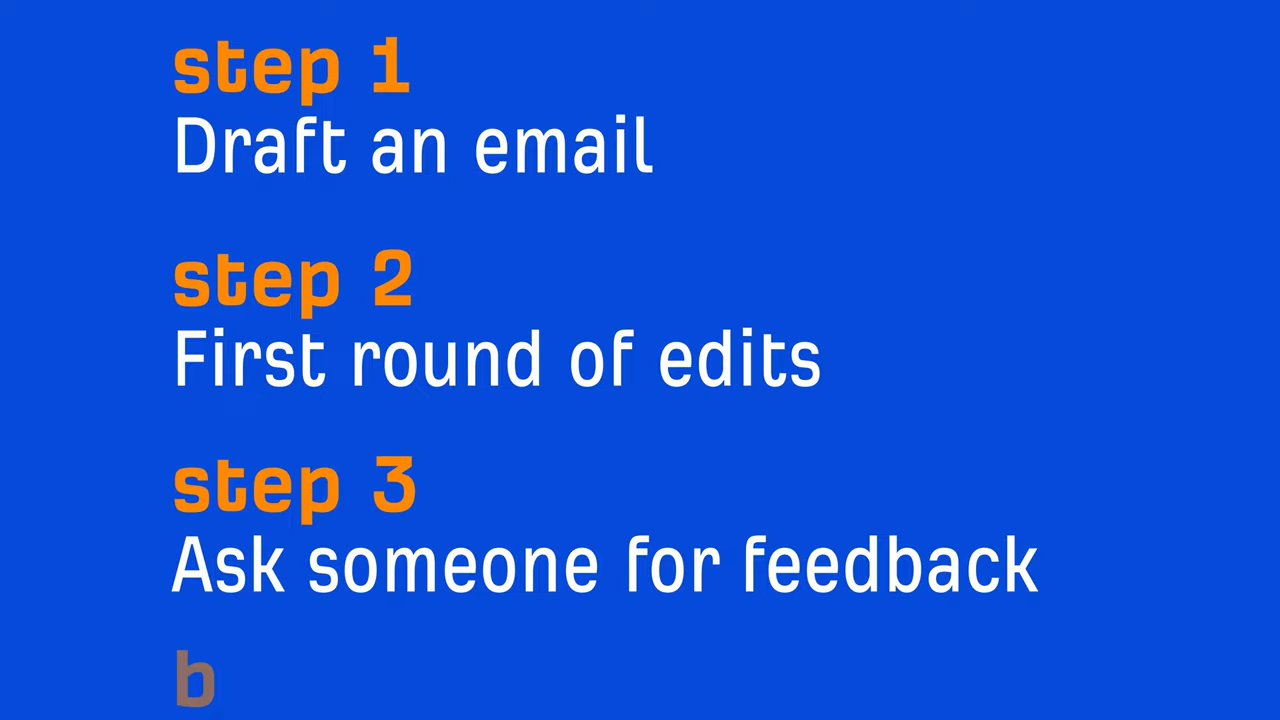 step 1
Draft an email
step 2
First round of edits
step 3
Ask someone for feedback
b